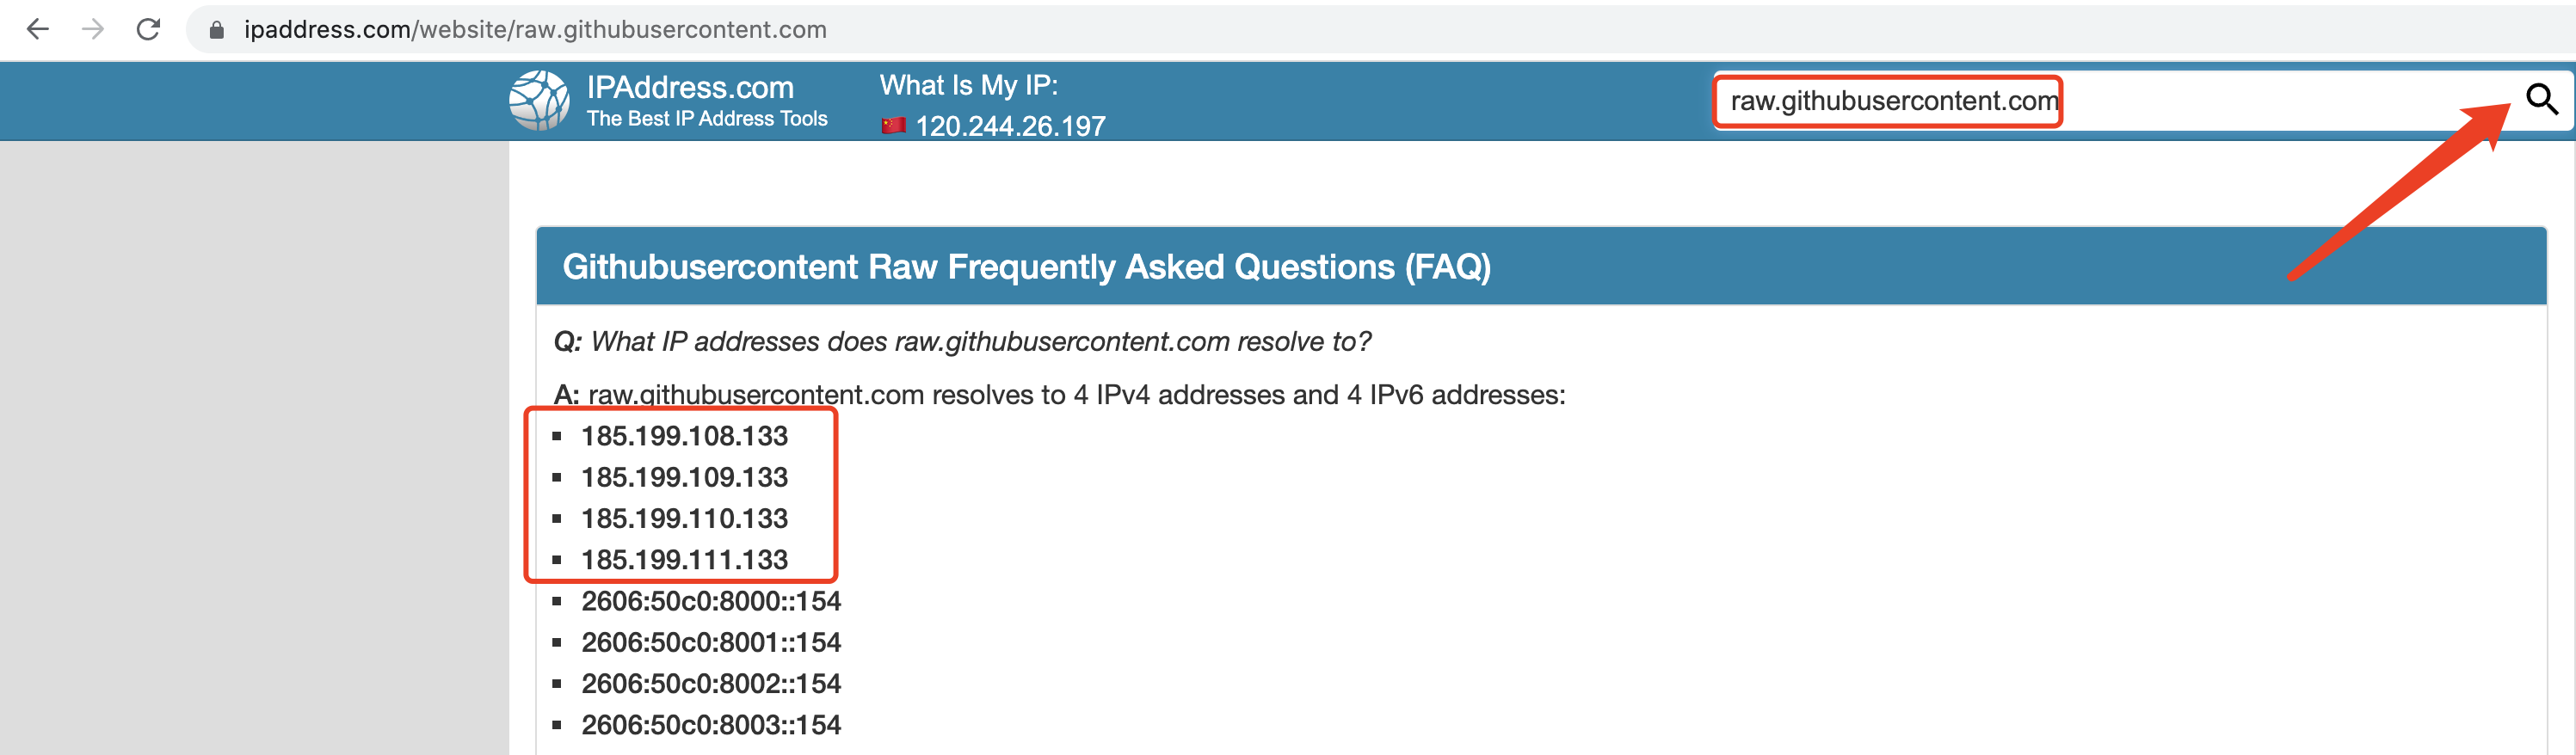 ipaddress.com/website/raw.githubusercontent.com
IPAddress.com
The Best IP Address Tools
What Is My IP:
120.244.26.197
raw.githubusercontent.com
Githubusercontent Raw Frequently Asked Questions (FAQ)
Q: What IP addresses does raw.githubusercontent.com resolve to?
A: raw.githubusercontent.com resolves to 4 IPv4 addresses and 4 IPv6 addresses:
185.199.108.133
185.199.109.133
185.199.110.133
185.199.111.133
2606:50c0:8000::154
2606:50c0:8001::154
2606:50c0:8002::154
2606:50c0:8003::154